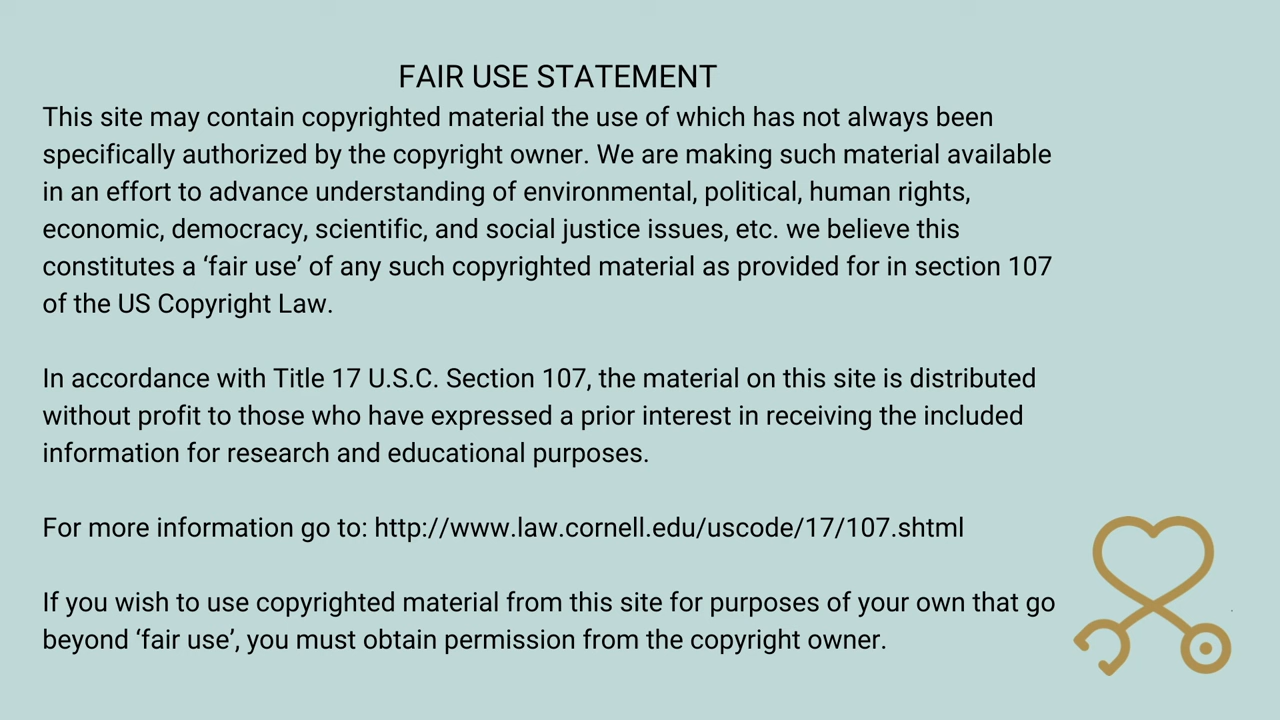 FAIR USE STATEMENT
This site may contain copyrighted material the use of which has not always been
specifically authorized by the copyright owner. We are making such material available
in an effort to advance understanding of environmental, political, human rights,
economic, democracy, scientific, and social justice issues, etc. we believe this
constitutes a ‘fair use’ of any such copyrighted material as provided for in section 107
of the US Copyright Law.
In accordance with Title 17 U.S.C. Section 107, the material on this site is distributed
without profit to those who have expressed a prior interest in receiving the included
information for research and educational purposes.
For more information go to: http://www.law.cornell.edu/uscode/17/107.shtml
If you wish to use copyrighted material from this site for purposes of your own that go
beyond ‘fair use’, you must obtain permission from the copyright owner.